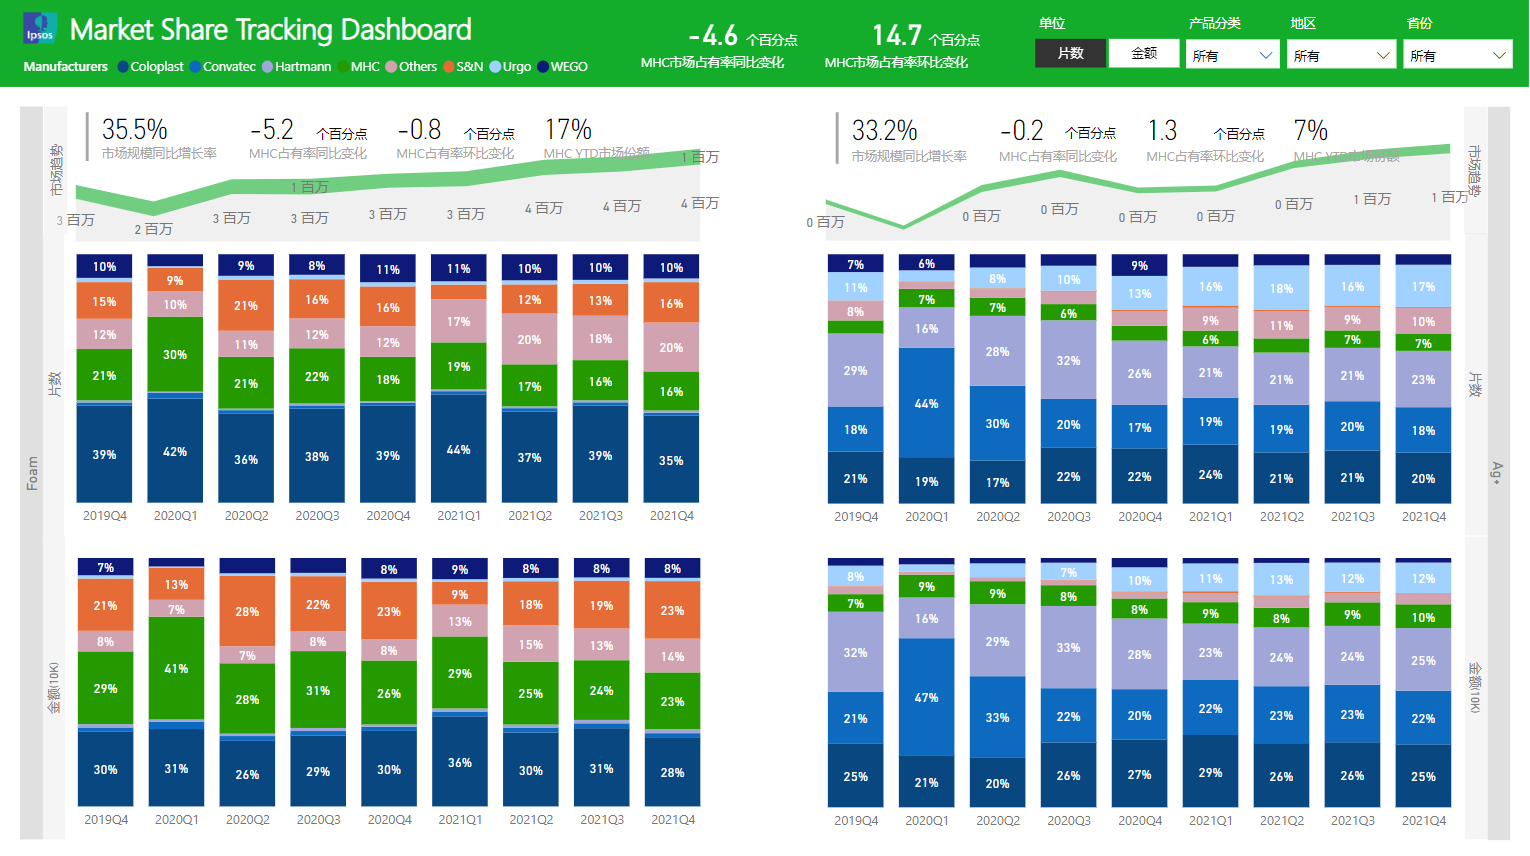 Ipsos
Market Share Tracking Dashboard
Manufacturers Coloplast Convatec Hartmann MHC Others S&N Urgo WEGO
-4.6 个百分点
MHC市场占有率同比变化
14.7 个百分点
MHC市场占有率环比变化
单位
片数 金额
产品分类
所有
地区
所有
省份
所有
Foam
市场趋势
35.5%
市场规模同比增长率
-5.2 个百分点
MHC占有率同比变化
-0.8 个百分点
MHC占有率环比变化
17%
MHC YTD市场份额
1 百万 1 百万
3 百万 2 百万 3 百万 3 百万 3 百万 3 百万 4 百万 4 百万 4 百万
片数
10% 9% 8% 11% 11% 10% 10% 10%
15% 9% 21% 16% 16% 12% 13% 16%
12% 10% 11% 12% 12% 17% 20% 18% 20%
21% 30% 21% 22% 18% 19% 17% 16% 16%
39% 42% 36% 38% 39% 44% 37% 39% 35%
2019Q4 2020Q1 2020Q2 2020Q3 2020Q4 2021Q1 2021Q2 2021Q3 2021Q4
金额(10K)
7% 8% 9% 8% 8% 8%
21% 13% 28% 22% 23% 9% 18% 19% 23%
8% 7% 7% 8% 8% 13% 15% 13% 14%
29% 41% 28% 31% 26% 29% 25% 24% 23%
30% 31% 26% 29% 30% 36% 30% 31% 28%
2019Q4 2020Q1 2020Q2 2020Q3 2020Q4 2021Q1 2021Q2 2021Q3 2021Q4
Ag+
市场趋势
33.2%
市场规模同比增长率
-0.2 个百分点
MHC占有率同比变化
1.3 个百分点
MHC占有率环比变化
7%
MHC YTD市场份额
0 百万 0 百万 0 百万 0 百万 0 百万 0 百万 1 百万 1 百万
片数
7% 6% 9%
11% 8% 10% 13% 16% 18% 16% 17%
8% 9% 11% 9% 10%
7% 7% 6% 6% 7% 7%
29% 16% 28% 32% 26% 21% 21% 21% 23%
18% 44% 30% 20% 17% 19% 19% 20% 18%
21% 19% 17% 22% 22% 24% 21% 21% 20%
2019Q4 2020Q1 2020Q2 2020Q3 2020Q4 2021Q1 2021Q2 2021Q3 2021Q4
金额(10K)
8% 7% 10% 11% 13% 12% 12%
7% 9% 9% 8% 8% 9% 8% 9% 10%
32% 16% 29% 33% 28% 23% 24% 24% 25%
21% 47% 33% 22% 20% 22% 23% 23% 22%
25% 21% 20% 26% 27% 29% 26% 26% 25%
2019Q4 2020Q1 2020Q2 2020Q3 2020Q4 2021Q1 2021Q2 2021Q3 2021Q4